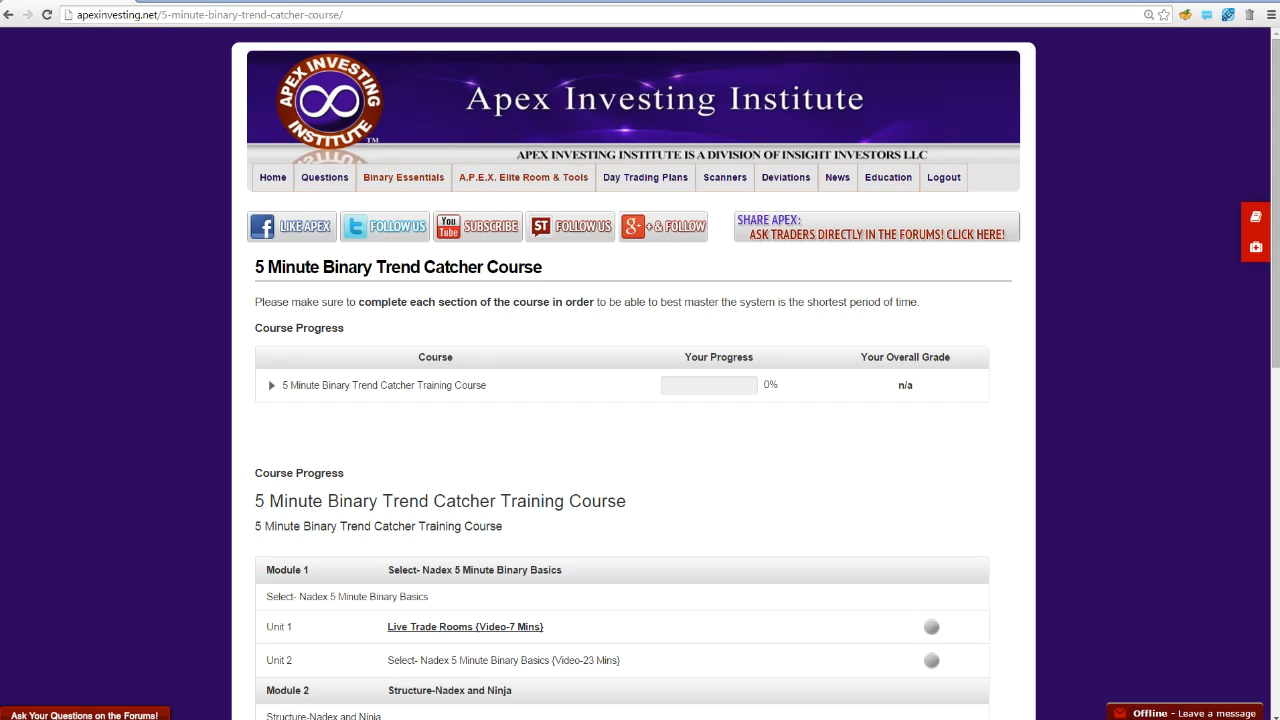 apexinvesting.net/5-minute-binary-trend-catcher-course/
APEX INVESTING INSTITUTE
TM
Apex Investing Institute
APEX INVESTING INSTITUTE IS A DIVISION OF INSIGHT INVESTORS LLC
Home Questions Binary Essentials A.P.E.X. Elite Room & Tools Day Trading Plans Scanners Deviations News Education Logout
f LIKE APEX t FOLLOW US You Tube SUBSCRIBE ST FOLLOW US g+ + & FOLLOW
SHARE APEX:
ASK TRADERS DIRECTLY IN THE FORUMS! CLICK HERE!
5 Minute Binary Trend Catcher Course
Please make sure to complete each section of the course in order to be able to best master the system is the shortest period of time.
Course Progress
Course Your Progress Your Overall Grade
5 Minute Binary Trend Catcher Training Course 0% n/a
Course Progress
5 Minute Binary Trend Catcher Training Course
5 Minute Binary Trend Catcher Training Course
Module 1 Select- Nadex 5 Minute Binary Basics
Select- Nadex 5 Minute Binary Basics
Unit 1 Live Trade Rooms {Video-7 Mins}
Unit 2 Select- Nadex 5 Minute Binary Basics {Video-23 Mins}
Module 2 Structure-Nadex and Ninja
Structure-Nadex and Ninja
Ask Your Questions on the Forums!
Offline - Leave a message